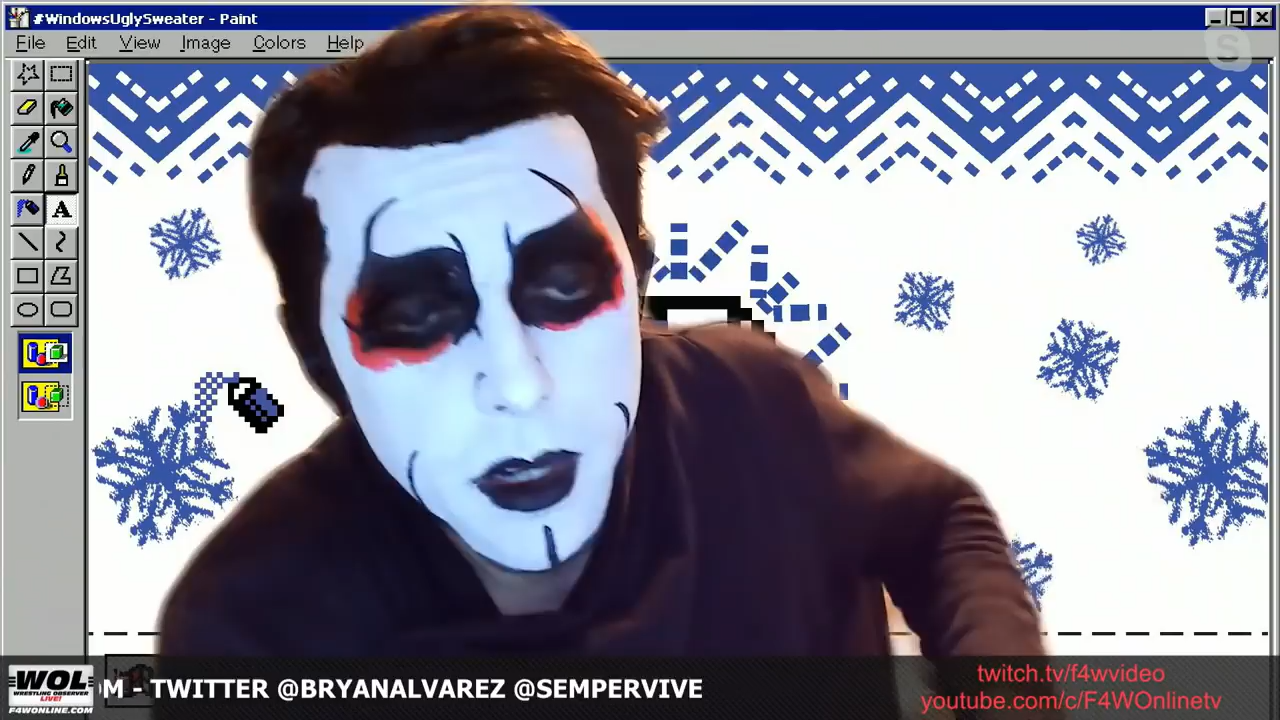 #WindowsUglySweater - Paint
File Edit View Image Colors Help
S
A
WOL
WRESTLING OBSERVER
LIVE!
F4WONLINE.COM
OM - TWITTER @BRYANALVAREZ @SEMPERVIVE
twitch.tv/f4wvideo
youtube.com/c/F4WOnlinetv